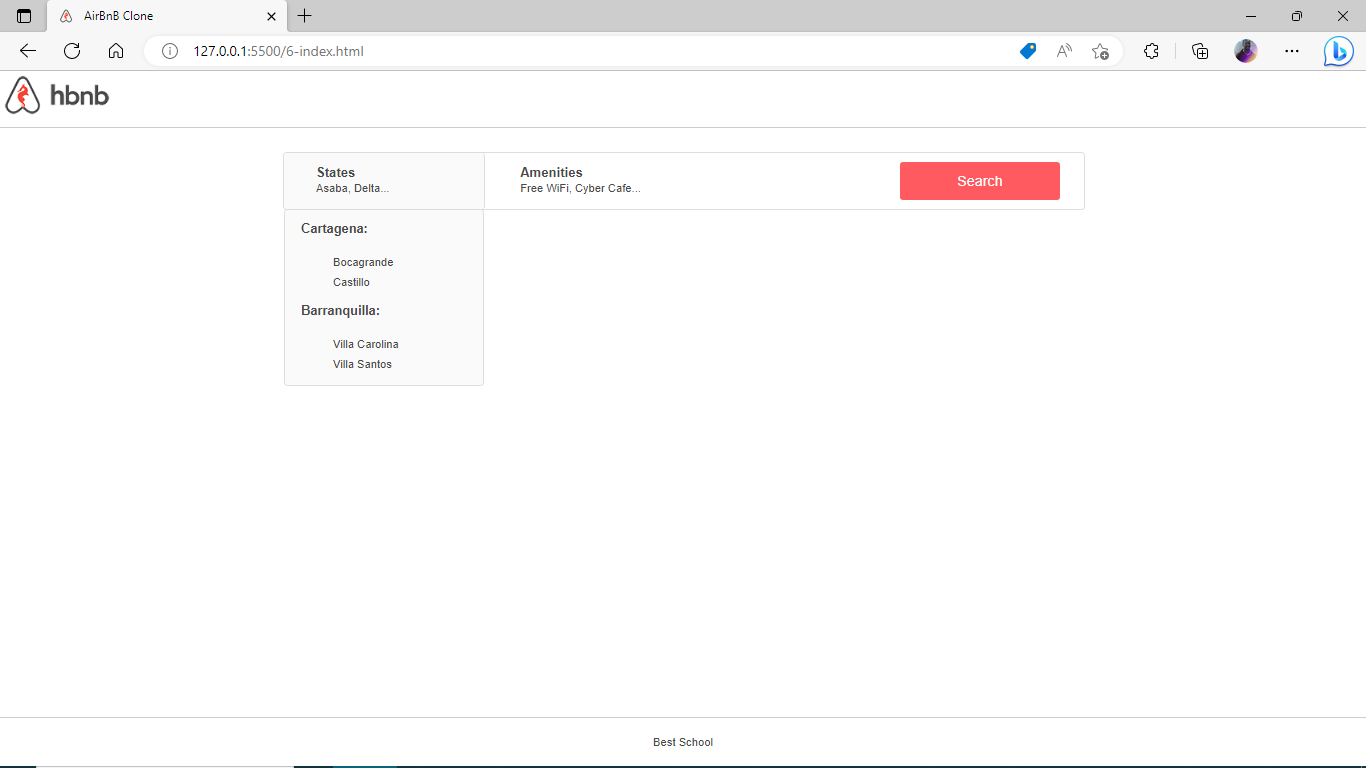 AirBnB Clone
127.0.0.1:5500/6-index.html
hbnb
States
Asaba, Delta...
Amenities
Free WiFi, Cyber Cafe...
Search
Cartagena:
Bocagrande
Castillo
Barranquilla:
Villa Carolina
Villa Santos
Best School